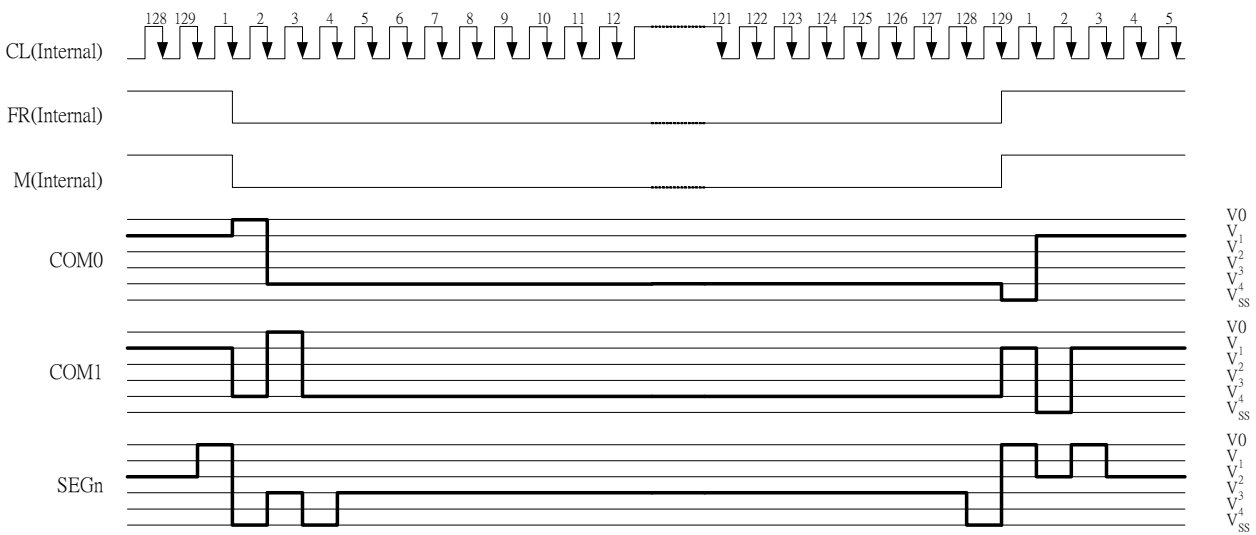 128 129 1 2 3 4 5 6 7 8 9 10 11 12 121 122 123 124 125 126 127 128 129 1 2 3 4 5
CL(Internal)
FR(Internal)
M(Internal)
COM0
V0
V1
V2
V3
V4
VSS
COM1
V0
V1
V2
V3
V4
VSS
SEGn
V0
V1
V2
V3
V4
VSS